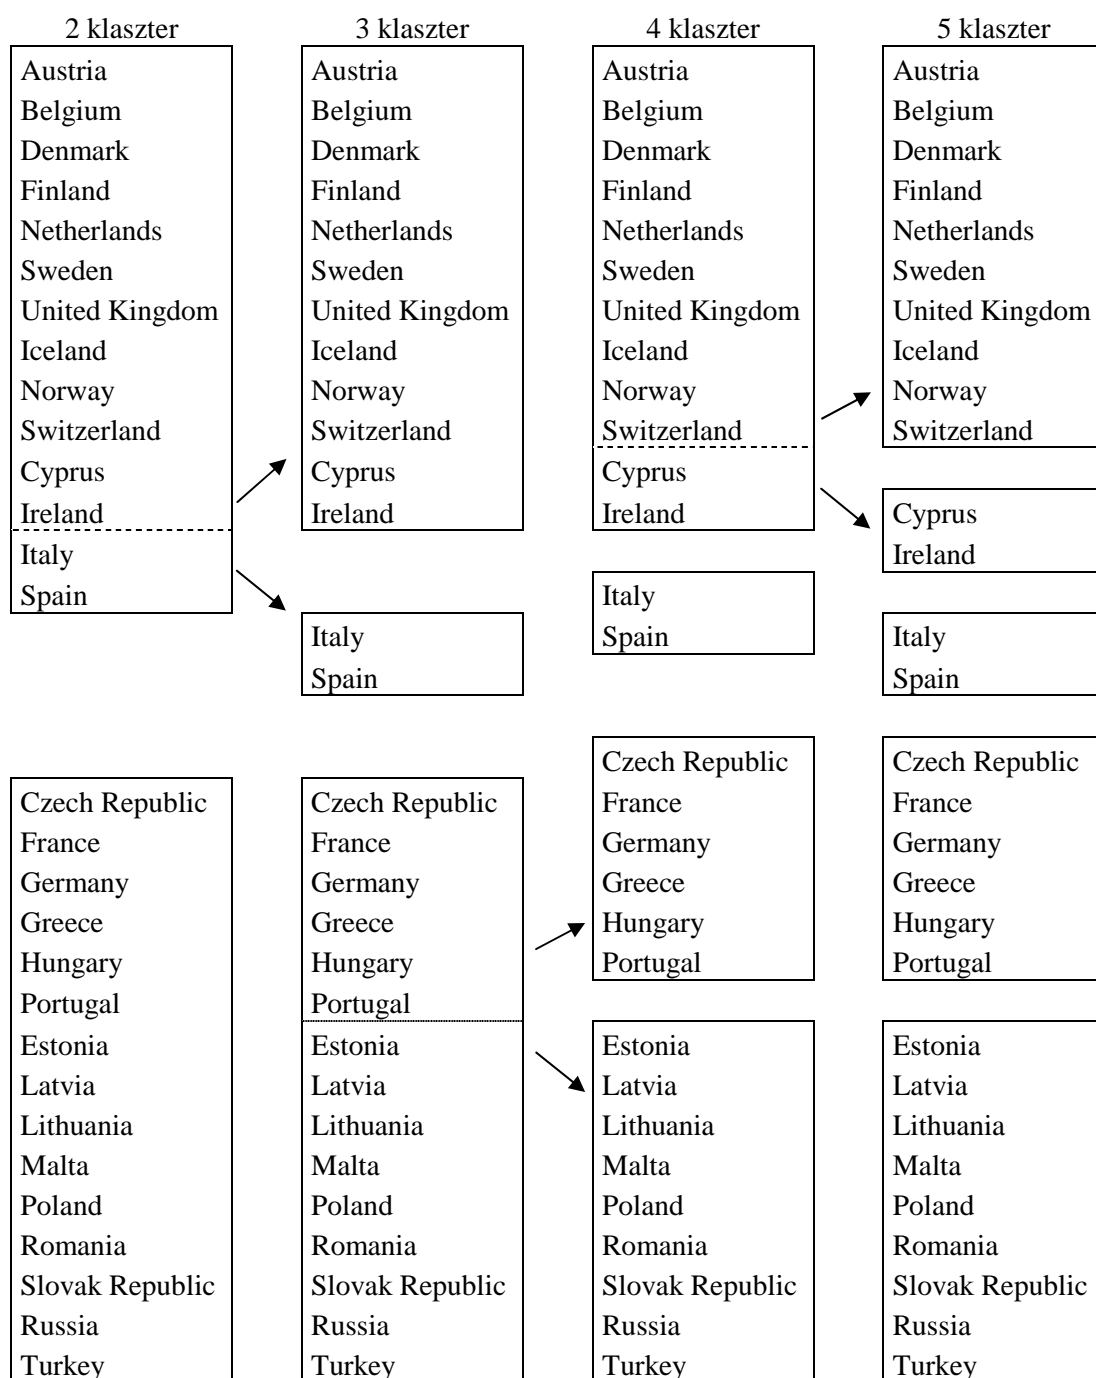 2 klaszter
Austria
Belgium
Denmark
Finland
Netherlands
Sweden
United Kingdom
Iceland
Norway
Switzerland
Cyprus
Ireland
Italy
Spain
Czech Republic
France
Germany
Greece
Hungary
Portugal
Estonia
Latvia
Lithuania
Malta
Poland
Romania
Slovak Republic
Russia
Turkey
3 klaszter
Austria
Belgium
Denmark
Finland
Netherlands
Sweden
United Kingdom
Iceland
Norway
Switzerland
Cyprus
Ireland
Italy
Spain
Czech Republic
France
Germany
Greece
Hungary
Portugal
Estonia
Latvia
Lithuania
Malta
Poland
Romania
Slovak Republic
Russia
Turkey
4 klaszter
Austria
Belgium
Denmark
Finland
Netherlands
Sweden
United Kingdom
Iceland
Norway
Switzerland
Cyprus
Ireland
Italy
Spain
Czech Republic
France
Germany
Greece
Hungary
Portugal
Estonia
Latvia
Lithuania
Malta
Poland
Romania
Slovak Republic
Russia
Turkey
5 klaszter
Austria
Belgium
Denmark
Finland
Netherlands
Sweden
United Kingdom
Iceland
Norway
Switzerland
Cyprus
Ireland
Italy
Spain
Czech Republic
France
Germany
Greece
Hungary
Portugal
Estonia
Latvia
Lithuania
Malta
Poland
Romania
Slovak Republic
Russia
Turkey